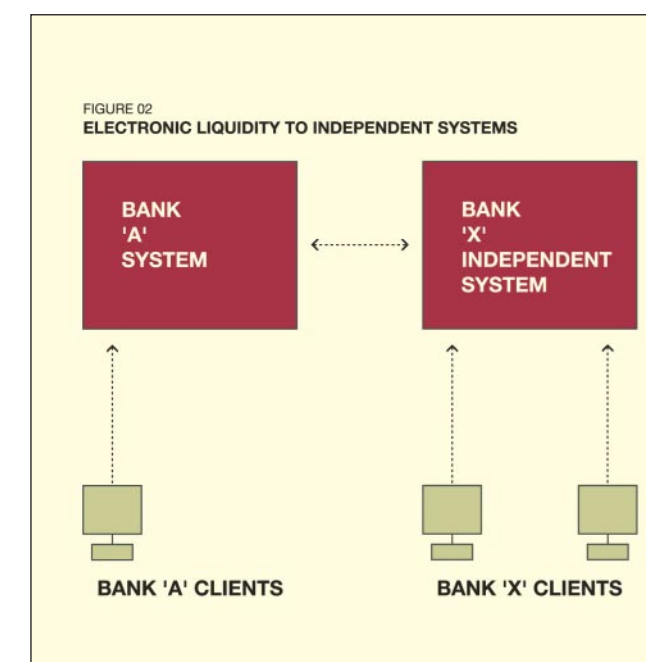 FIGURE 02
ELECTRONIC LIQUIDITY TO INDEPENDENT SYSTEMS
BANK
'A'
SYSTEM
BANK
'X'
INDEPENDENT
SYSTEM
BANK 'A' CLIENTS
BANK 'X' CLIENTS